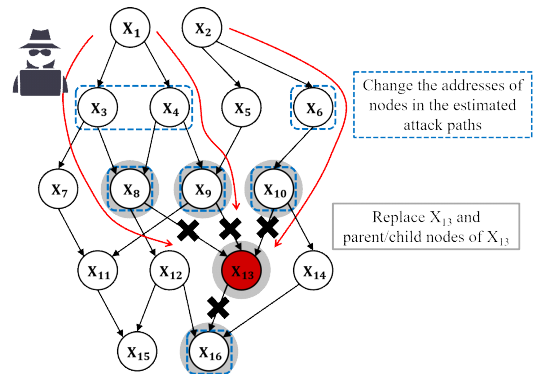 X1
X2
X3
X4
X5
X6
Change the addresses of
nodes in the estimated
attack paths
X7
X8
X9
X10
Replace X13 and
parent/child nodes of X13
X11
X12
X13
X14
X15
X16